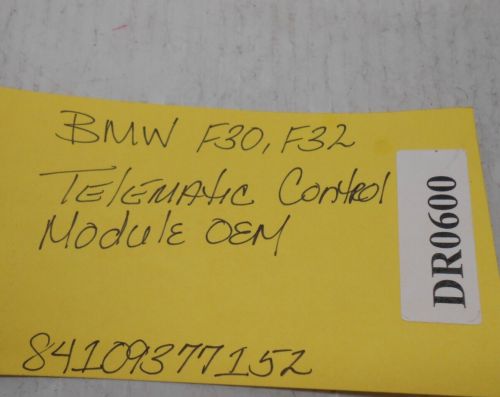 BMW F30, F32
TElEMAtic Control
ModulE OEM
84109377152
DR0600